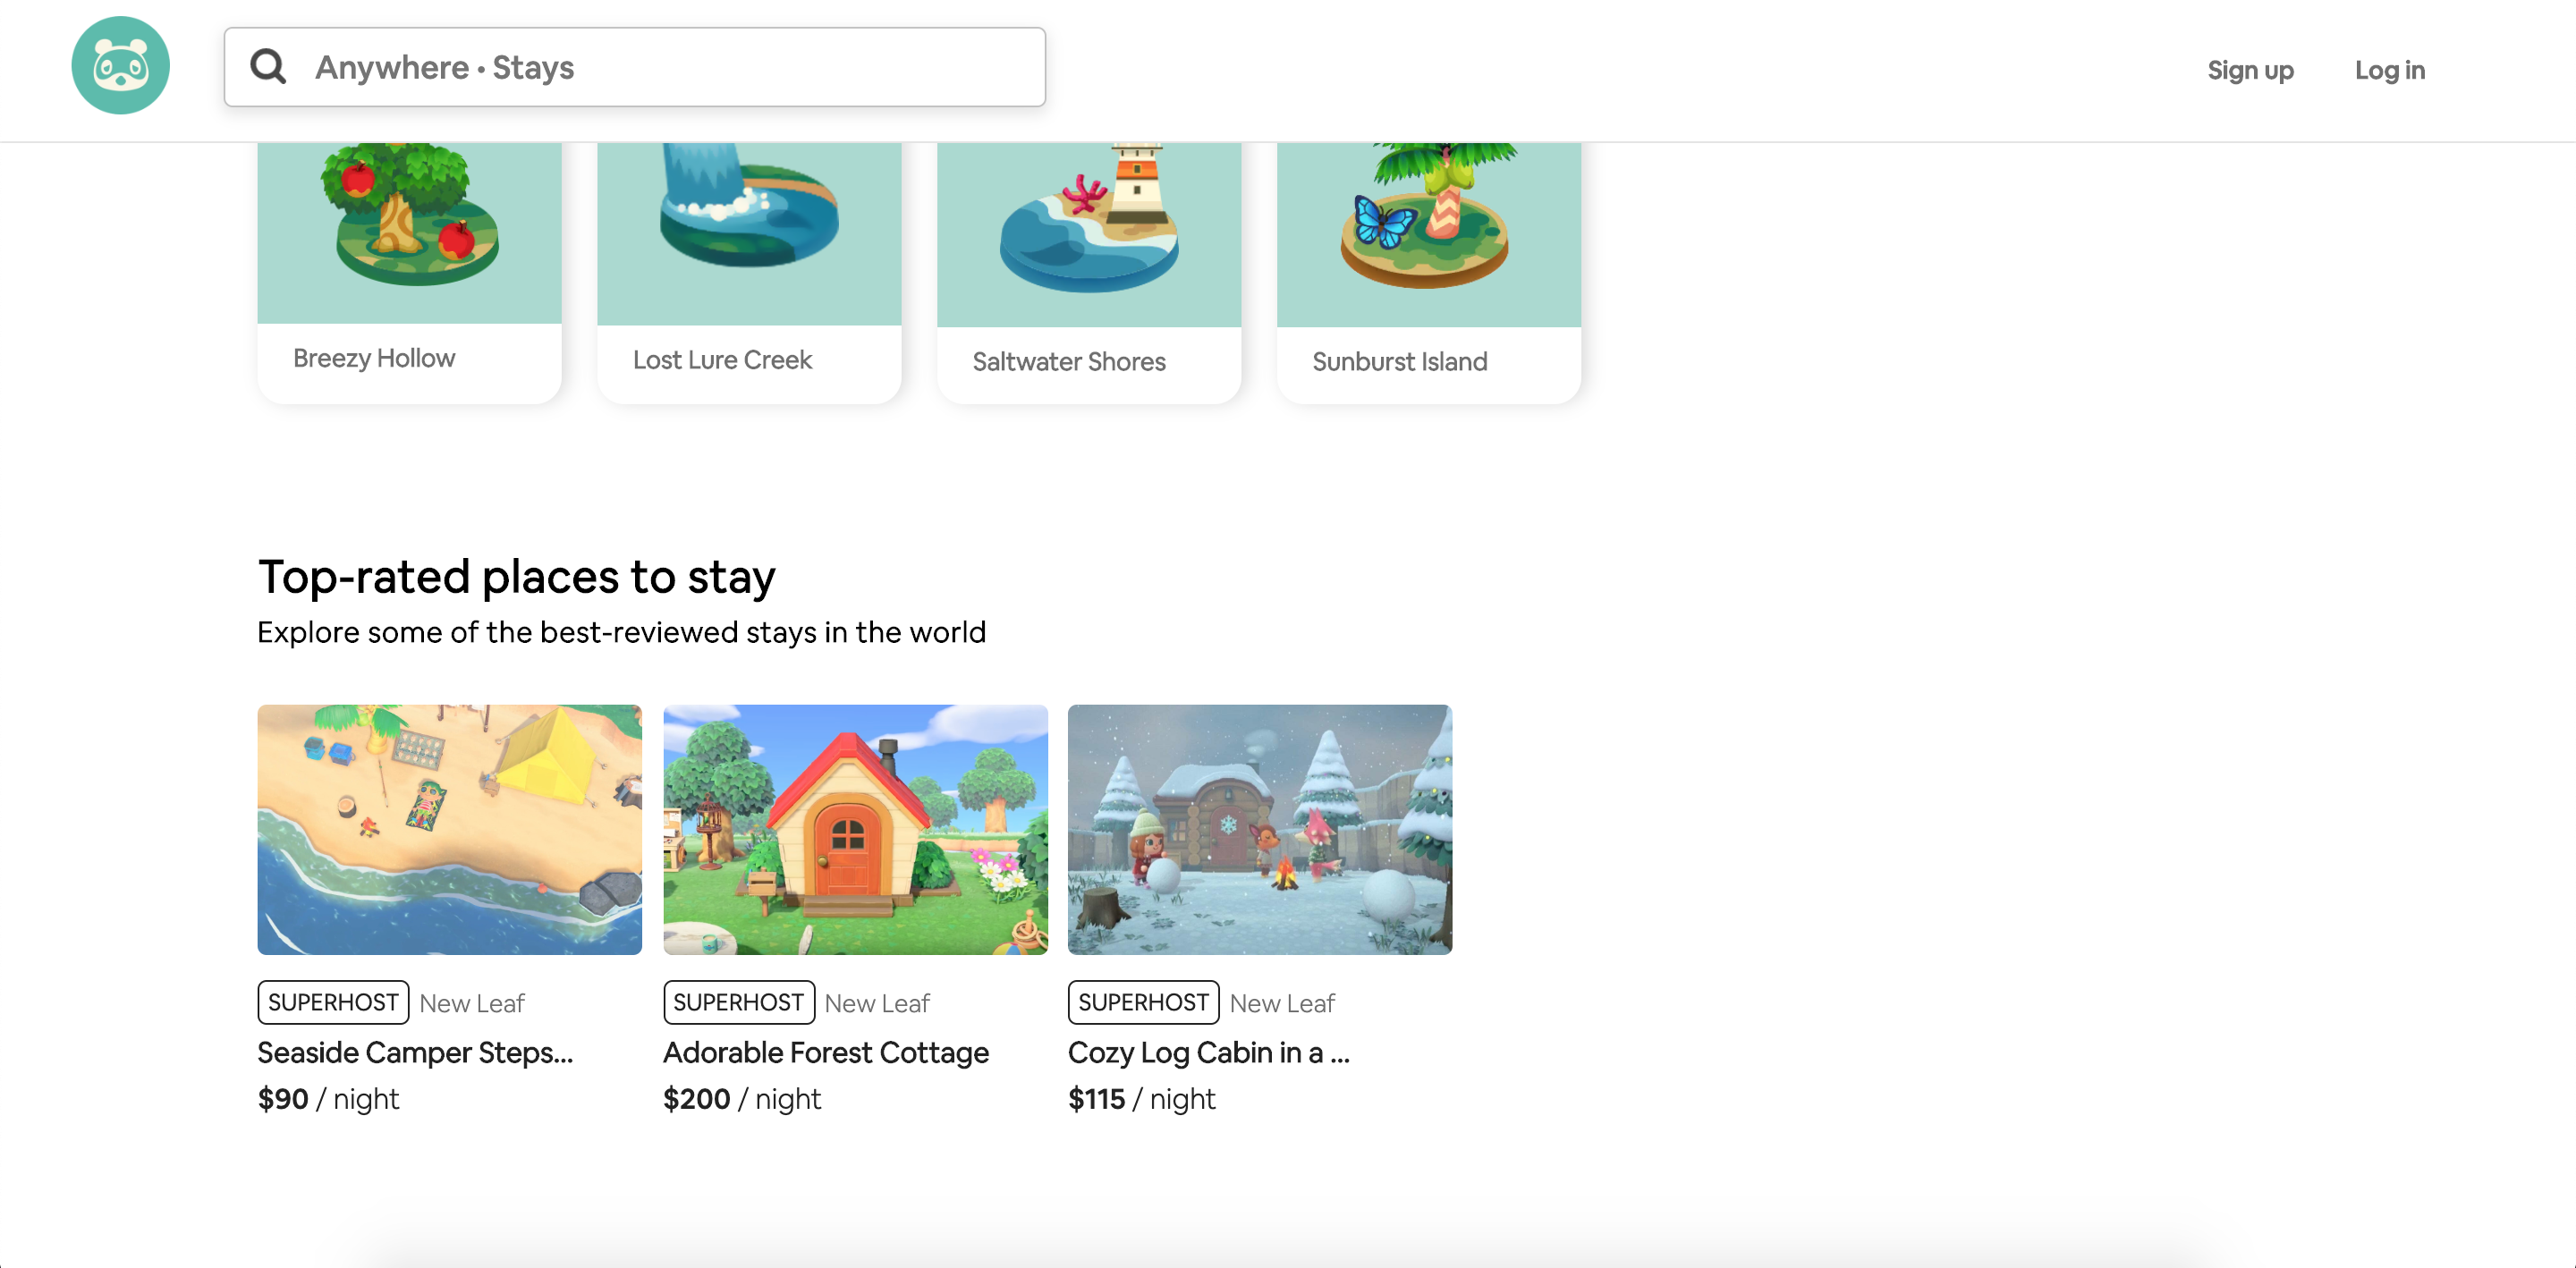 Anywhere • Stays
Sign up
Log in
Breezy Hollow
Lost Lure Creek
Saltwater Shores
Sunburst Island
Top-rated places to stay
Explore some of the best-reviewed stays in the world
SUPERHOST New Leaf
Seaside Camper Steps...
$90 / night
SUPERHOST New Leaf
Adorable Forest Cottage
$200 / night
SUPERHOST New Leaf
Cozy Log Cabin in a ...
$115 / night